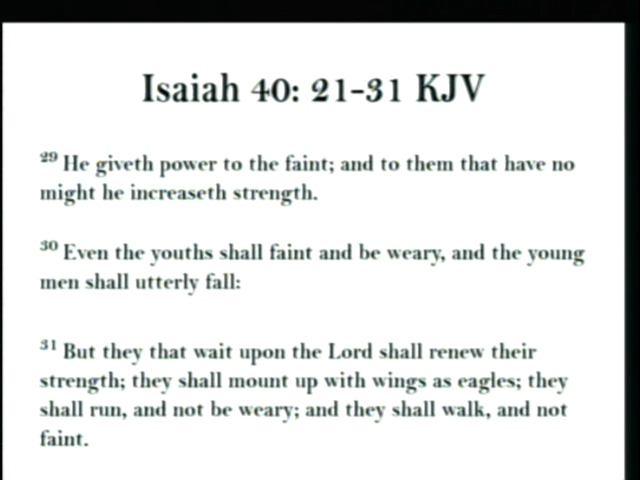 Isaiah 40: 21-31 KJV
29 He giveth power to the faint; and to them that have no
might he increaseth strength.
30 Even the youths shall faint and be weary, and the young
men shall utterly fall:
31 But they that wait upon the Lord shall renew their
strength; they shall mount up with wings as eagles; they
shall run, and not be weary; and they shall walk, and not
faint.